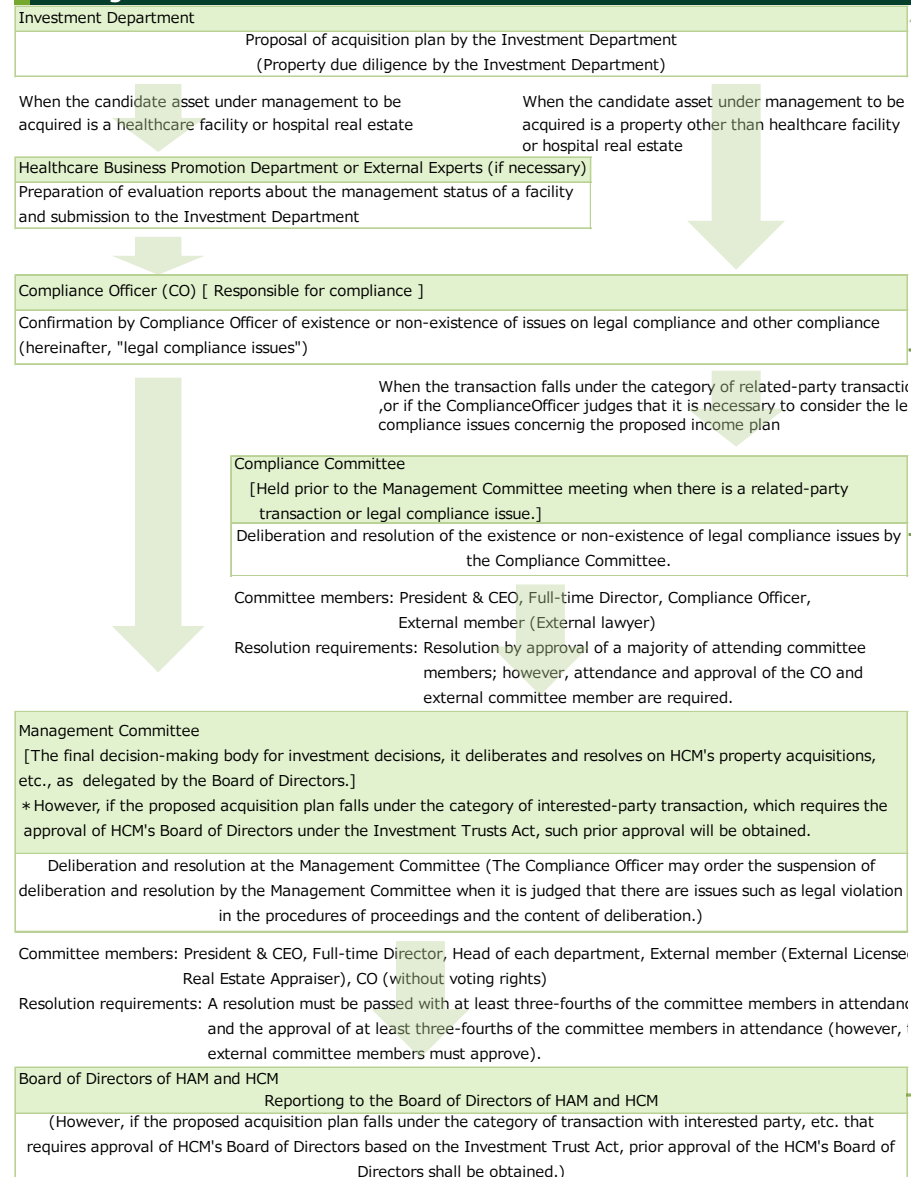 Investment Department
Proposal of acquisition plan by the Investment Department
(Property due diligence by the Investment Department)
When the candidate asset under management to be
acquired is a healthcare facility or hospital real estate
When the candidate asset under management to be
acquired is a property other than healthcare facility
or hospital real estate
Healthcare Business Promotion Department or External Experts (if necessary)
Preparation of evaluation reports about the management status of a facility
and submission to the Investment Department
Compliance Officer (CO) [ Responsible for compliance ]
Confirmation by Compliance Officer of existence or non-existence of issues on legal compliance and other compliance
(hereinafter, "legal compliance issues")
When the transaction falls under the category of related-party
,or if the ComplianceOfficer judges that it is necessary to consider the
compliance issues concernig the proposed income plan
Compliance Committee
[Held prior to the Management Committee meeting when there is a related-party
transaction or legal compliance issue.]
Deliberation and resolution of the existence or non-existence of legal compliance issues by
the Compliance Committee.
Committee members: President & CEO, Full-time Director, Compliance Officer,
External member (External lawyer)
Resolution requirements: Resolution by approval of a majority of attending committee
members; however, attendance and approval of the CO and
external committee member are required.
Management Committee
[The final decision-making body for investment decisions, it deliberates and resolves on HCM's property acquisitions,
etc., as delegated by the Board of Directors.]
*However, if the proposed acquisition plan falls under the category of interested-party transaction, which requires the
approval of HCM's Board of Directors under the Investment Trusts Act, such prior approval will be obtained.
Deliberation and resolution at the Management Committee (The Compliance Officer may order the suspension of
deliberation and resolution by the Management Committee when it is judged that there are issues such as legal violation
in the procedures of proceedings and the content of deliberation.)
Committee members: President & CEO, Full-time Director, Head of each department, External member (External
Real Estate Appraiser), CO (without voting rights)
Resolution requirements: A resolution must be passed with at least three-fourths of the committee members in
and the approval of at least three-fourths of the committee members in attendance (however,
external committee members must approve).
Board of Directors of HAM and HCM
Reportiong to the Board of Directors of HAM and HCM
(However, if the proposed acquisition plan falls under the category of transaction with interested party, etc. that
requires approval of HCM's Board of Directors based on the Investment Trust Act, prior approval of the HCM's Board of
Directors shall be obtained.)